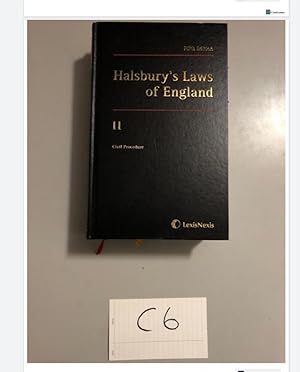 FIFTH EDITION
Halsbury's Laws
of England
11
Civil Procedure
LexisNexis
C6